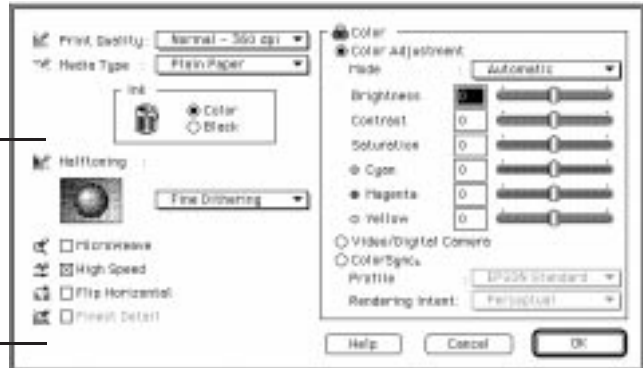 Print Quality: Normal – 360 dpi
Media Type : Plain Paper
Ink
Color
Black
Halftoning :
Fine Dithering
Microweave
High Speed
Flip Horizontal
Finest Detail
Color
Color Adjustment
Mode : Automatic
Brightness 0
Contrast 0
Saturation 0
Cyan 0
Magenta 0
Yellow 0
Video/Digital Camera
ColorSync
Profile : EPSON Standard
Rendering Intent: Perceptual
Help
Cancel
OK